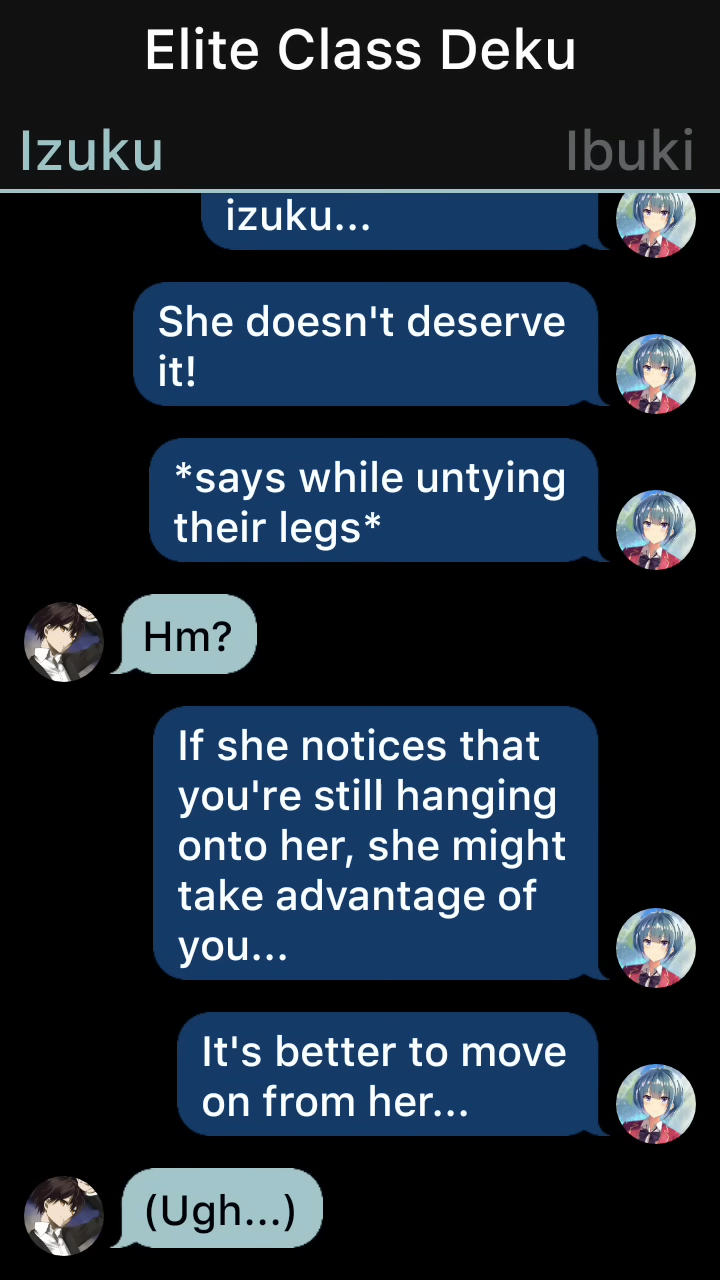 Elite Class Deku
Izuku
Ibuki
izuku...
She doesn't deserve
it!
*says while untying
their legs*
Hm?
If she notices that
you're still hanging
onto her, she might
take advantage of
you...
It's better to move
on from her...
(Ugh...)